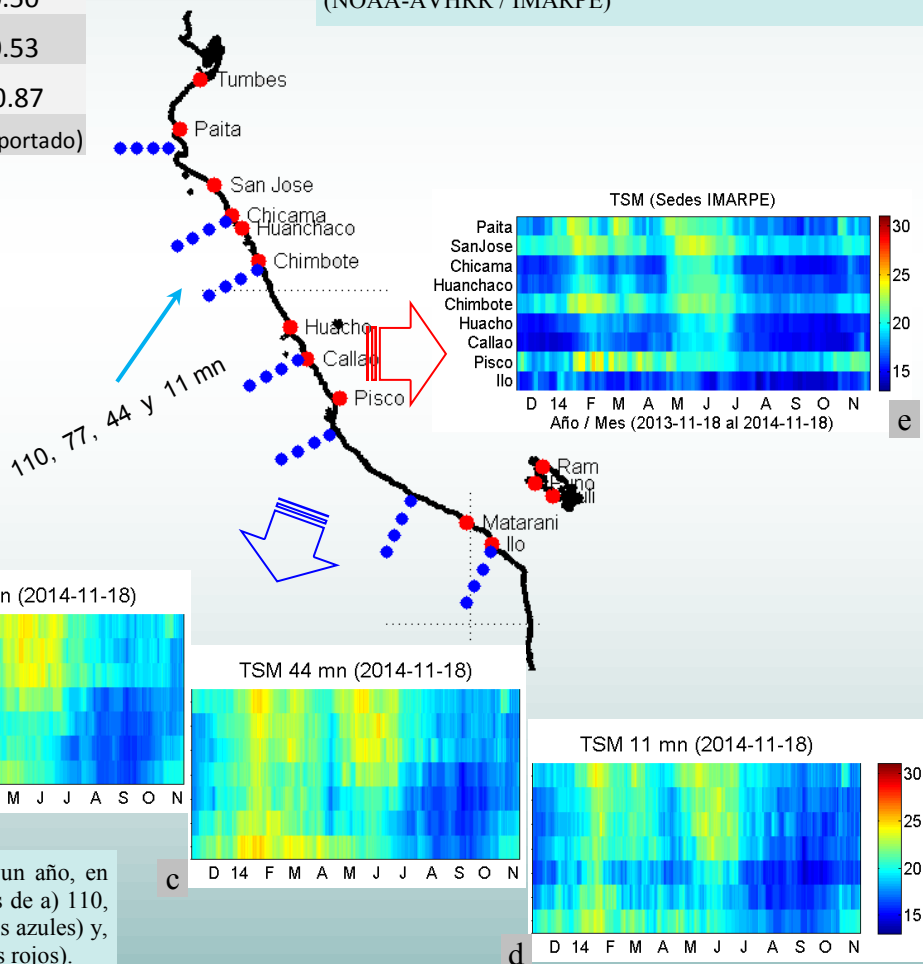 (NOAA-AVHRR / IMARPE)
0.53
0.87
portado)
Tumbes
Paita
San Jose
Chicama
Huanchaco
Chimbote
Huacho
Callao
Pisco
110, 77, 44 y 11 mn
Ram
Matarani
Ilo
TSM (Sedes IMARPE)
Paita
SanJose
Chicama
Huanchaco
Chimbote
Huacho
Callao
Pisco
Ilo
30
25
20
15
D 14 F M A M J J A S O N
Año / Mes (2013-11-18 al 2014-11-18)
e
n (2014-11-18)
M J J A S O N
TSM 44 mn (2014-11-18)
D 14 F M A M J J A S O N
c
TSM 11 mn (2014-11-18)
30
25
20
15
D 14 F M A M J J A S O N
d
un año, en
s de a) 110,
s azules) y,
s rojos).